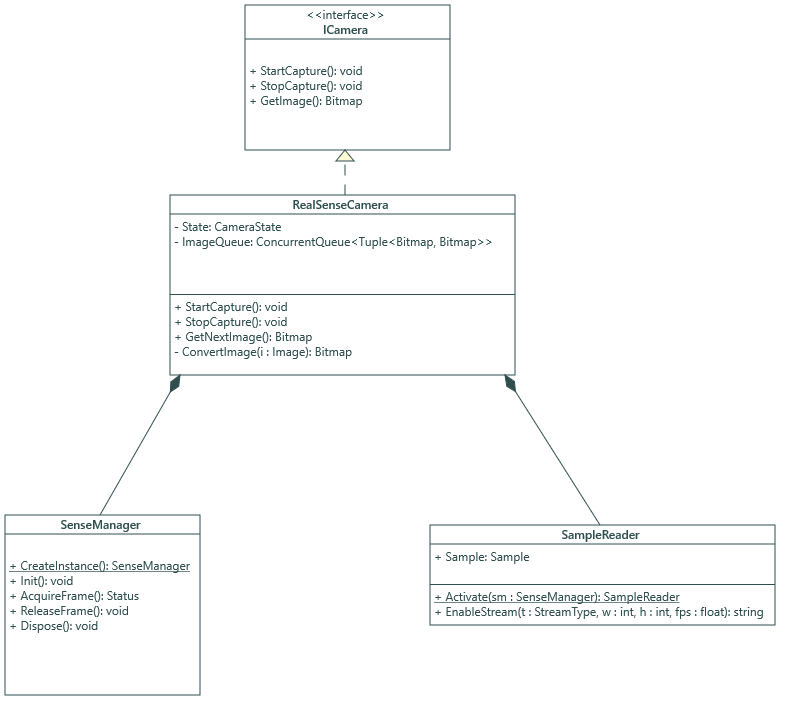 <<interface>>
ICamera
+ StartCapture(): void
+ StopCapture(): void
+ GetImage(): Bitmap
RealSenseCamera
- State: CameraState
- ImageQueue: ConcurrentQueue<Tuple<Bitmap, Bitmap>>
+ StartCapture(): void
+ StopCapture(): void
+ GetNextImage(): Bitmap
- ConvertImage(i : Image): Bitmap
SenseManager
+ CreateInstance(): SenseManager
+ Init(): void
+ AcquireFrame(): Status
+ ReleaseFrame(): void
+ Dispose(): void
SampleReader
+ Sample: Sample
+ Activate(sm : SenseManager): SampleReader
+ EnableStream(t : StreamType, w : int, h : int, fps : float): string